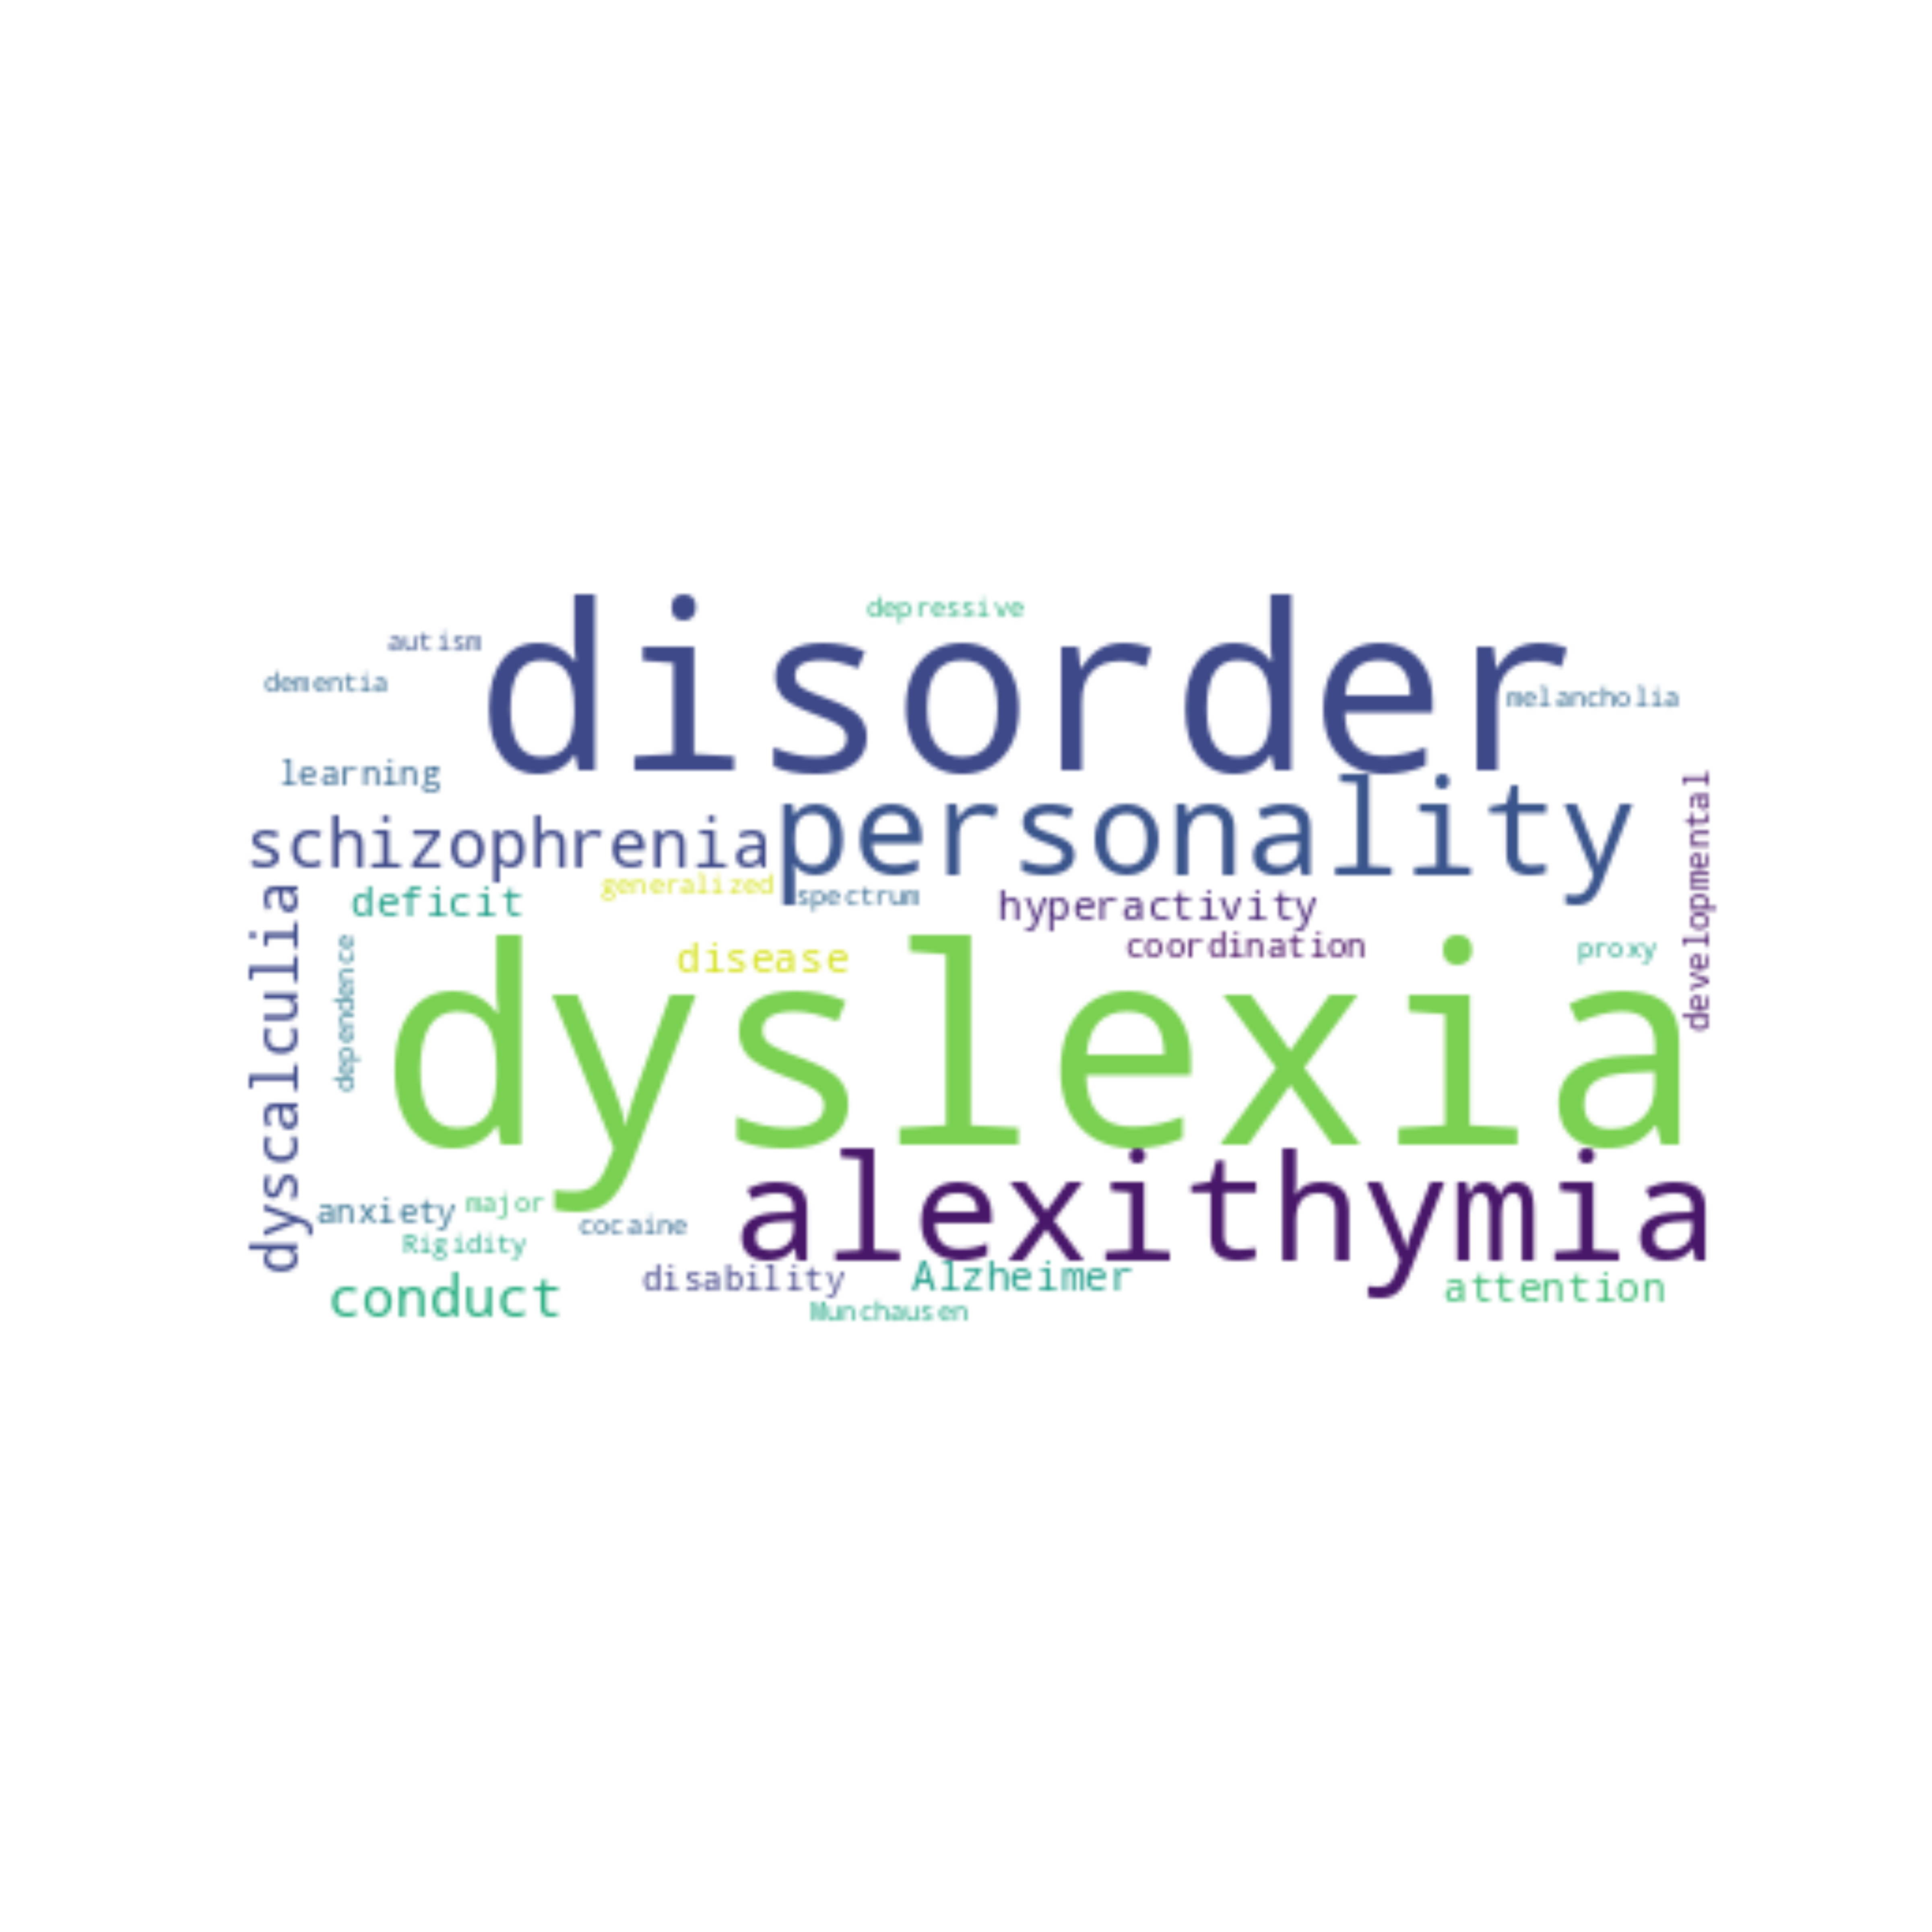 depressive
disorder
autism
dementia
melancholia
learning
personality
schizophrenia
developmental
generalized
spectrum
deficit
hyperactivity
dyscalculia
dependence
coordination
proxy
disease
dyslexia
alexithymia
anxiety
major
cocaine
Rigidity
disability
Alzheimer
attention
conduct
Munchausen